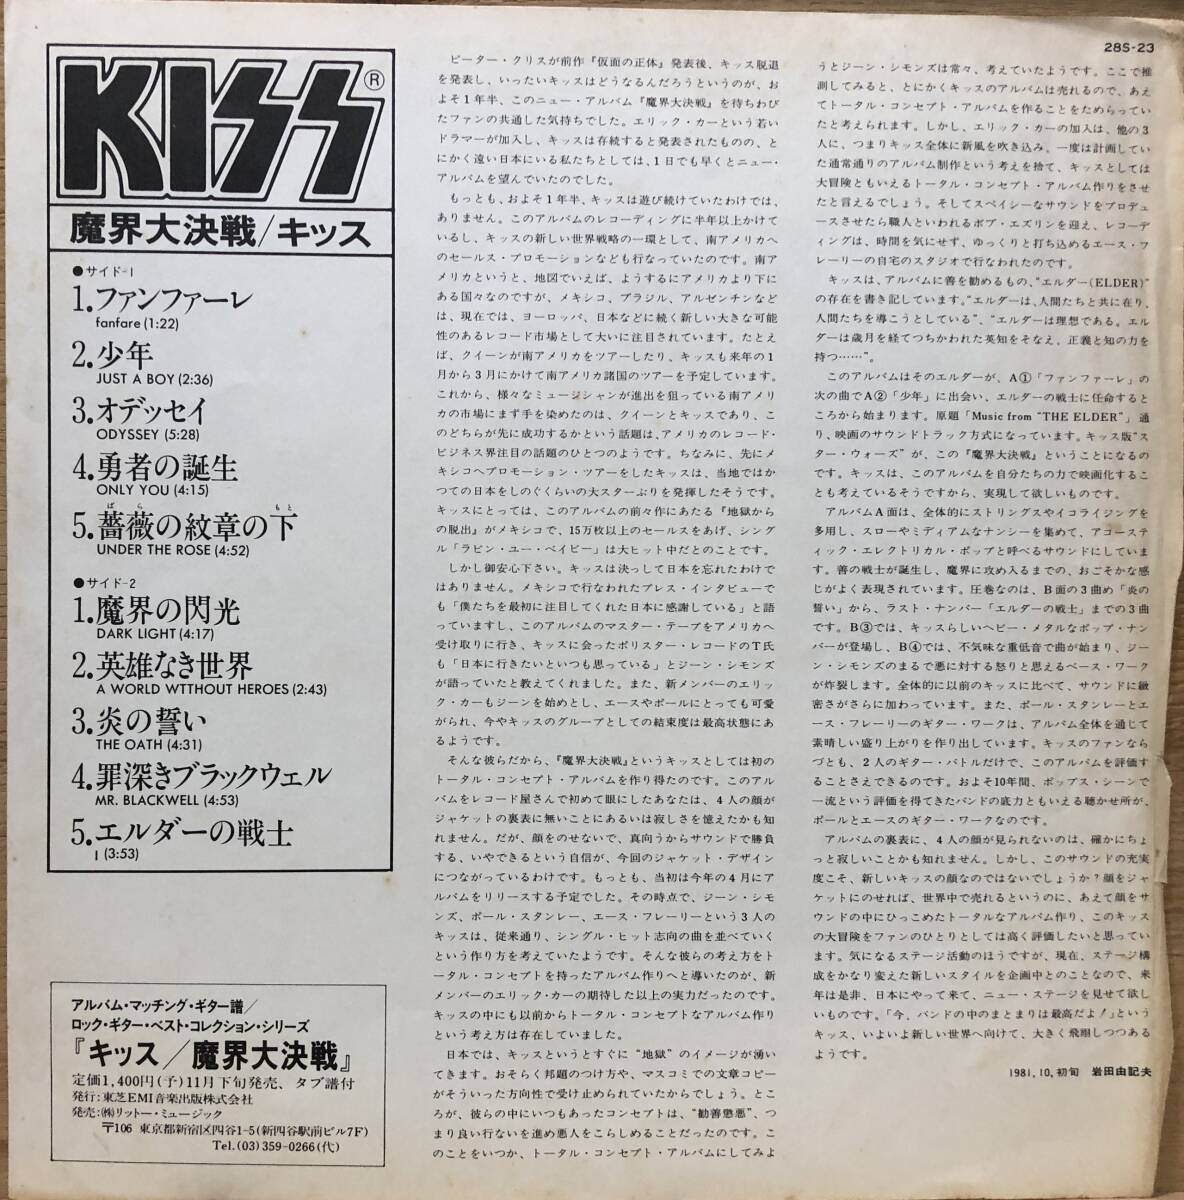 28S-23
KISS®
魔界大決戦/キッス
●サイド-1
1.ファンファーレ
fanfare (1:22)
2.少年
JUST A BOY (2:36)
3.オデッセイ
ODYSSEY (5:28)
4.勇者の誕生
ONLY YOU (4:15)
ばら もと
5.薔薇の紋章の下
UNDER THE ROSE (4:52)
●サイド-2
1.魔界の閃光
DARK LIGHT (4:17)
2.英雄なき世界
A WORLD WTTHOUT HEROES (2:43)
3.炎の誓い
THE OATH (4:31)
4.罪深きブラックウェル
MR. BLACKWELL (4:53)
5.エルダーの戦士
I (3:53)
アルバム・マッチング・ギター譜/
ロック・ギター・ベスト・コレクション・シリーズ
『キッス/魔界大決戦』
定価1,400円(予)11月下旬発売、タブ譜付
発行:東芝EMI音楽出版株式会社
発売:㈱リットー・ミュージック
〒106 東京都新宿区四谷1-5(新四谷駅前ビル7F)
Tel.(03)359-0266(代)
ピーター・クリスが前作『仮面の正体』発表後、キッス脱退
を発表し、いったいキッスはどうなるんだろうというのが、お
よそ1年半、このニュー・アルバム『魔界大決戦』を待ちわび
たファンの共通した気持ちでした。エリック・カーという若い
ドラマーが加入し、キッスは存続すると発表されたものの、と
にかく遠い日本にいる私たちとしては、1日でも早くとニュー・
アルバムを望んでいたのでした。
もっとも、およそ1年半、キッスは遊び続けていたわけでは、
ありません。このアルバムのレコーディングに半年以上かけて
いるし、キッスの新しい世界戦略の一環として、南アメリカへ
のセールス・プロモーションなども行なっていたのです。南ア
メリカというと、地図でいえば、ようするにアメリカより下に
ある国々なのですが、メキシコ、ブラジル、アルゼンチンなど
は、現在では、ヨーロッパ、日本などに続く新しい大きな可能
性のあるレコード市場として大いに注目されています。たとえ
ば、クイーンが南アメリカをツアーしたり、キッスも来年の1
月から3月にかけて南アメリカ諸国のツアーを予定しています。
これから、様々なミュージシャンが進出を狙っている南アメリ
カの市場にまず手を染めたのは、クイーンとキッスであり、こ
のどちらが先に成功するかという話題は、アメリカのレコード・
ビジネス界注目の話題のひとつのようです。ちなみに、先にメ
キシコへプロモーション・ツアーをしたキッスは、当地ではか
つての日本をしのぐくらいの大スターぶりを発揮したそうです。
キッスにとっては、このアルバムの前々作にあたる『地獄から
の脱出』がメキシコで、15万枚以上のセールスをあげ、シング
ル「ラビン・ユー・ベイビー」は大ヒット中だとのことです。
しかし御安心下さい。キッスは決っして日本を忘れたわけで
はありません。メキシコで行なわれたプレス・インタビューで
も「僕たちを最初に注目してくれた日本に感謝している」と語
っていますし、このアルバムのマスター・テープをアメリカへ
受け取りに行き、キッスに会ったポリスター・レコードのT氏
も「日本に行きたいといつも思っている」とジーン・シモンズ
が語っていたと教えてくれました。また、新メンバーのエリッ
ク・カーもジーンを始めとし、エースやポールにとっても可愛
がられ、今やキッスのグループとしての結束度は最高状態にあ
るようです。
そんな彼らだから、『魔界大決戦』というキッスとしては初の
トータル・コンセプト・アルバムを作り得たのです。このアル
バムをレコード屋さんで初めて眼にしたあなたは、4人の顔が
ジャケットの裏表に無いことにあるいは寂しさを憶えたかも知
れません。だが、顔をのせないで、真向うからサウンドで勝負
する、いやできるという自信が、今回のジャケット・デザイン
につながっているわけです。もっとも、当初は今年の4月にア
ルバムをリリースする予定でした。その時点で、ジーン・シモ
ンズ、ポール・スタンレー、エース・フレーリーという3人の
キッスは、従来通り、シングル・ヒット志向の曲を並べていく
という作り方を考えていたようです。そんな彼らの考え方をト
ータル・コンセプトを持ったアルバム作りへと導いたのが、新
メンバーのエリック・カーの期待した以上の実力だったのです。
キッスの中にも以前からトータル・コンセプトなアルバム作り
という考え方は存在していました。
日本では、キッスというとすぐに“地獄”のイメージが湧い
てきます。おそらく邦題のつけ方や、マスコミでの文章コピー
がそういった方向性で受け止められていたからでしょう。とこ
ろが、彼らの中にいつもあったコンセプトは、“勧善懲悪”、つ
まり良い行ないを進め悪人をこらしめることだったのです。こ
のことをいつか、トータル・コンセプト・アルバムにしてみよ
うとジーン・シモンズは常々、考えていたようです。ここで推
測してみると、とにかくキッスのアルバムは売れるので、あえ
てトータル・コンセプト・アルバムを作ることをためらってい
たと考えられます。しかし、エリック・カーの加入は、他の3
人に、つまりキッス全体に新風を吹き込み、一度は計画してい
た通常通りのアルバム制作という考えを捨て、キッスとしては
大冒険ともいえるトータル・コンセプト・アルバム作りをさせ
たと言えるでしょう。そしてスペイシーなサウンドをプロデュ
ースさせたら職人といわれるボブ・エズリンを迎え、レコーデ
ィングは、時間を気にせず、ゆっくりと打ち込めるエース・フ
レーリーの自宅のスタジオで行なわれたのです。
キッスは、アルバムに善を勧めるもの、“エルダー(ELDER)”
の存在を書き記しています。“エルダーは、人間たちと共に在り、
人間たちを導こうとしている”、“エルダーは理想である。エル
ダーは歳月を経てつちかわれた英知をそなえ、正義と知の力を
持つ……”。
このアルバムはそのエルダーが、A①「ファンファーレ」の
次の曲でA②「少年」に出会い、エルダーの戦士に任命すると
ころから始まります。原題「Music from “THE ELDER”」通
り、映画のサウンドトラック方式になっています。キッス版“ス
ター・ウォーズ”が、この『魔界大決戦』ということになるの
です。キッスは、このアルバムを自分たちの力で映画化するこ
とも考えているそうですから、実現して欲しいものです。
アルバムA面は、全体的にストリングスやイコライジングを
多用し、スローやミディアムなナンシーを集めて、アコーステ
ィック・エレクトリカル・ポップと呼べるサウンドにしていま
す。善の戦士が誕生し、魔界に攻め入るまでの、おごそかな感
じがよく表現されています。圧巻なのは、B面の3曲め「炎の
誓い」から、ラスト・ナンバー「エルダーの戦士」までの3曲
です。B③では、キッスらしいヘビー・メタルなポップ・ナン
バーが登場し、B④では、不気味な重低音で曲が始まり、ジー
ン・シモンズのまるで悪に対する怒りと思えるベース・ワーク
が炸裂します。全体的に以前のキッスに比べて、サウンドに緻
密さがさらに加わっています。また、ポール・スタンレーとエ
ース・フレーリーのギター・ワークは、アルバム全体を通じて
素晴しい盛り上がりを作り出しています。キッスのファンなら
づとも、2人のギター・バトルだけで、このアルバムを評価す
ることさえできるのです。およそ10年間、ポップス・シーンで
一流という評価を得てきたバンドの底力ともいえる聴かせ所が、
ポールとエースのギター・ワークなのです。
アルバムの裏表に、4人の顔が見られないのは、確かにちょ
っと寂しいことかも知れません。しかし、このサウンドの充実
度こそ、新しいキッスの顔なのではないでしょうか?顔をジャ
ケットにのせれば、世界中で売れるというのに、あえて顔をサ
ウンドの中にひっこめたトータルなアルバム作り、このキッス
の大冒険をファンのひとりとしては高く評価したいと思ってい
ます。気になるステージ活動のほうですが、現在、ステージ構
成をかなり変えた新しいスタイルを企画中とのことなので、来
年は是非、日本にやって来て、ニュー・ステージを見せて欲し
いものです。「今、バンドの中のまとまりは最高だよ!」という
キッス、いよいよ新しい世界へ向けて、大きく飛翔しつつある
ようです。
1981,10,初旬 岩田由記夫